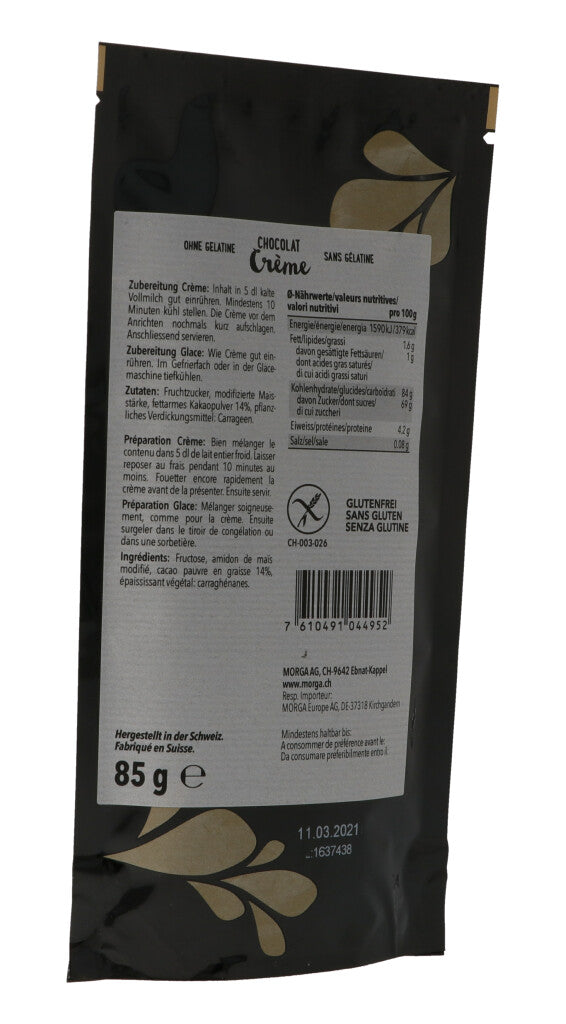 OHNE GELATINE
CHOCOLAT
Crème
SANS GÉLATINE
Zubereitung Crème: Inhalt in 5 dl kalte
Vollmilch gut einrühren. Mindestens 10
Minuten kühl stellen. Die Crème vor dem
Anrichten nochmals kurz aufschlagen.
Anschliessend servieren.
Zubereitung Glace: Wie Crème gut ein-
rühren. Im Gefrierfach oder in der Glace-
maschine tiefkühlen.
Zutaten: Fruchtzucker, modifizierte Mais-
stärke, fettarmes Kakaopulver 14%, pflanz-
liches Verdickungsmittel: Carrageen.
Préparation Crème: Bien mélanger le
contenu dans 5 dl de lait entier froid. Laisser
reposer au frais pendant 10 minutes au
moins. Fouetter encore rapidement la
crème avant de la présenter. Ensuite servir.
Préparation Glace: Mélanger soigneuse-
ment, comme pour la crème. Ensuite
surgeler dans le tiroir de congélation ou
dans une sorbetière.
Ingrédients: Fructose, amidon de maïs
modifié, cacao pauvre en graisse 14%,
épaississant végétal: carraghénanes.
Hergestellt in der Schweiz.
Fabriqué en Suisse.
85 g ℮
Ø-Nährwerte/valeurs nutritives/
valori nutritivi pro 100g
Energie/énergie/energia 1590 kJ/379 kcal
Fett/lipides/grassi 1,6 g
davon gesättigte Fettsäuren/ 1 g
dont acides gras saturés/
di cui acidi grassi saturi
Kohlenhydrate/glucides/carboidrati 84 g
davon Zucker/dont sucres/ 69 g
di cui zuccheri
Eiweiss/protéines/proteine 4,2 g
Salz/sel/sale 0.08 g
CH-003-026
GLUTENFREI
SANS GLUTEN
SENZA GLUTINE
7 610491 044952
MORGA AG, CH-9642 Ebnat-Kappel
www.morga.ch
Resp. Importeur:
MORGA Europe AG, DE-37318 Kirchganden
Mindestens haltbar bis:
A consommer de préférence avant le:
Da consumare preferibilmente entro il:
11.03.2021
L:1637438